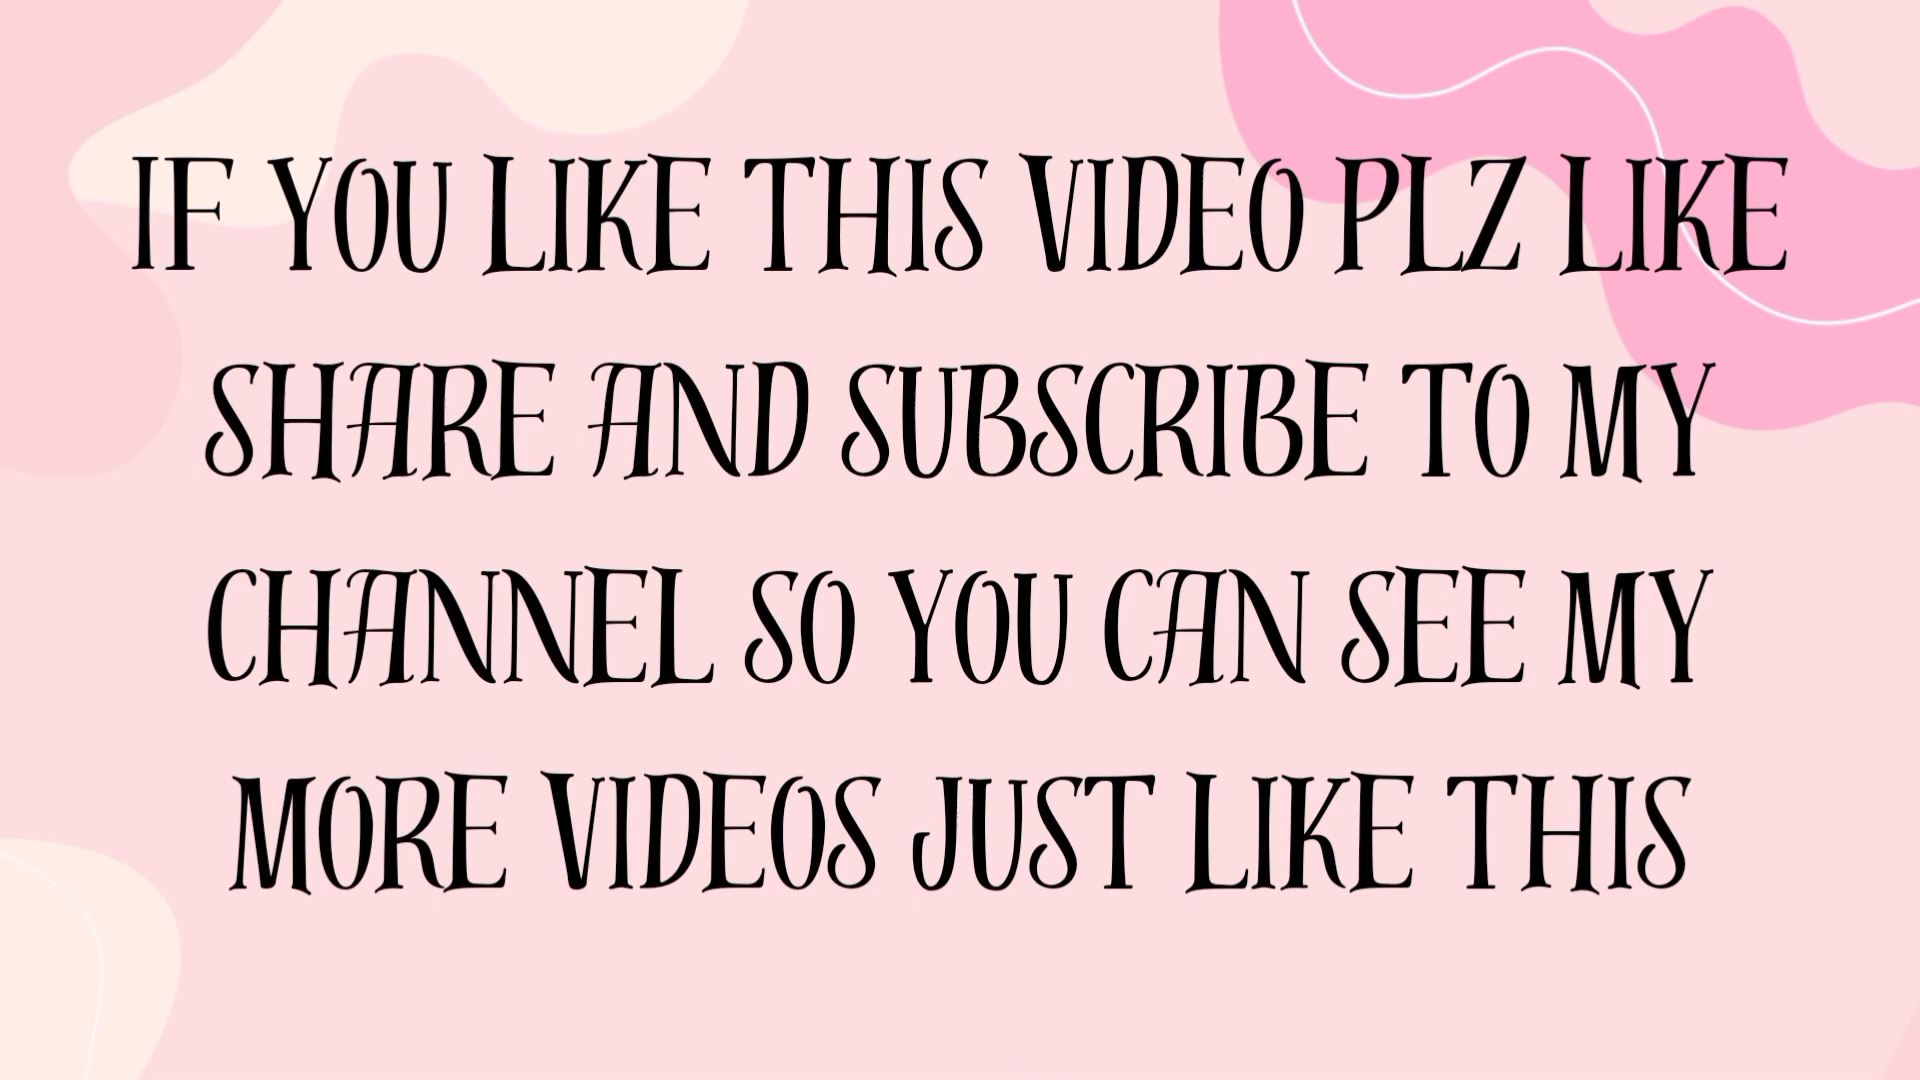 IF YOU LIKE THIS VIDEO PLZ LIKE
SHARE AND SUBSCRIBE TO MY
CHANNEL SO YOU CAN SEE MY
MORE VIDEOS JUST LIKE THIS